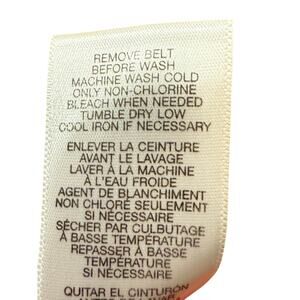 REMOVE BELT
BEFORE WASH
MACHINE WASH COLD
ONLY NON-CHLORINE
BLEACH WHEN NEEDED
TUMBLE DRY LOW
COOL IRON IF NECESSARY
ENLEVER LA CEINTURE
AVANT LE LAVAGE
LAVER À LA MACHINE
À L'EAU FROIDE
AGENT DE BLANCHIMENT
NON CHLORÉ SEULEMENT
SI NÉCESSAIRE
SÉCHER PAR CULBUTAGE
À BASSE TEMPÉRATURE
REPASSER À BASSE
TEMPÉRATURE
SI NÉCESSAIRE
QUITAR EL CINTURÓN